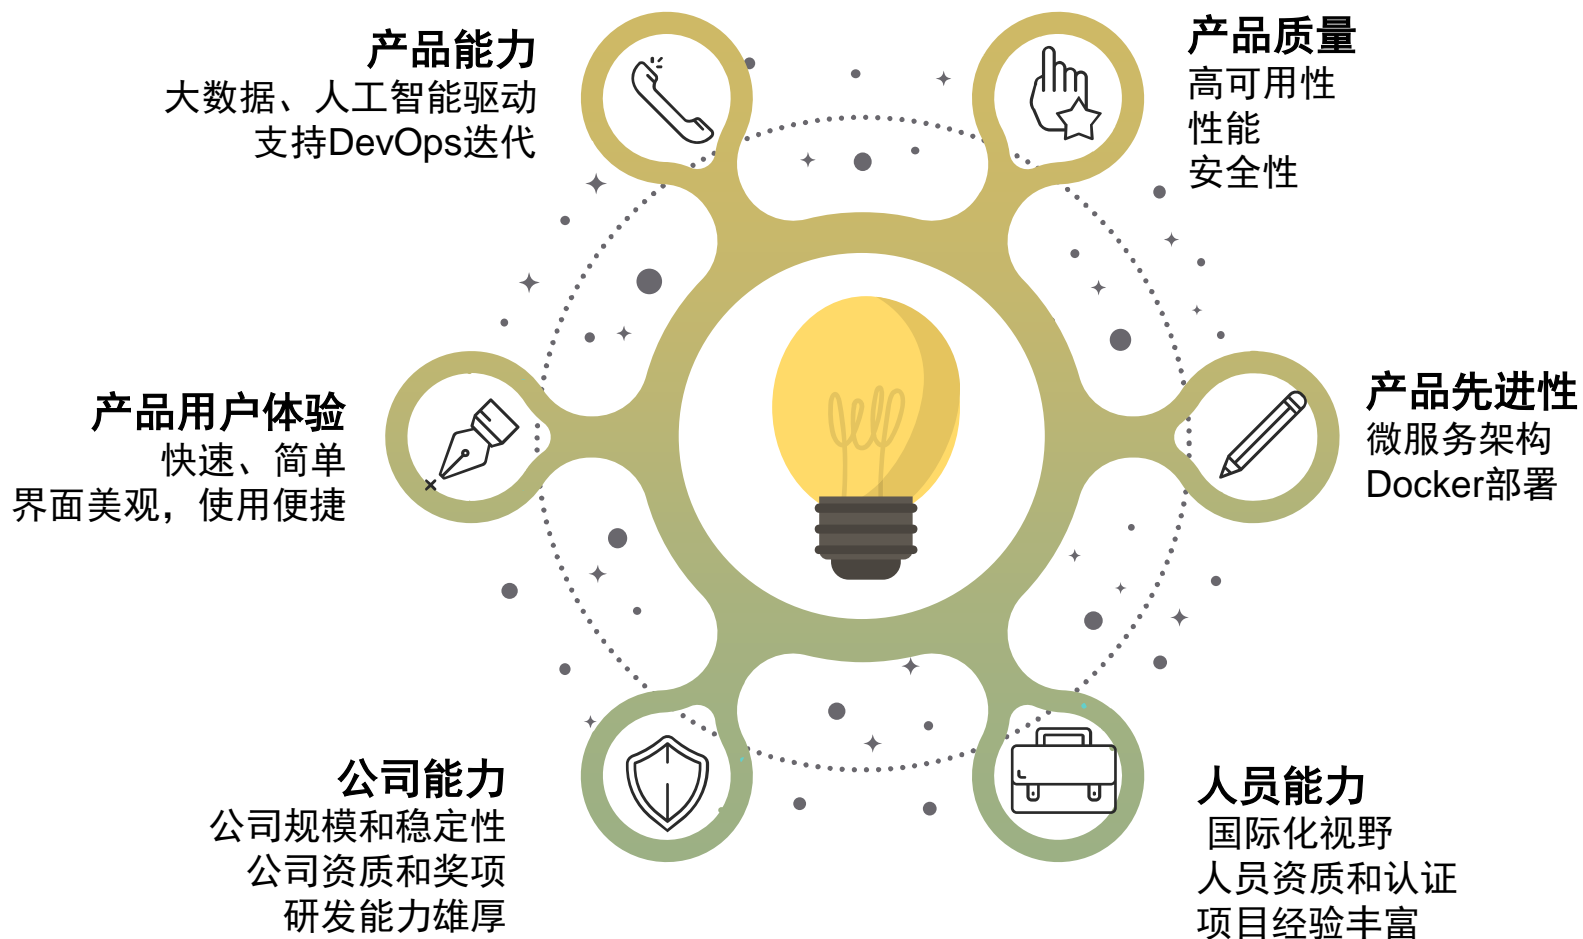 产品能力
大数据、人工智能驱动
支持DevOps迭代
产品质量
高可用性
性能
安全性
产品用户体验
快速、简单
界面美观，使用便捷
产品先进性
微服务架构
Docker部署
公司能力
公司规模和稳定性
公司资质和奖项
研发能力雄厚
人员能力
国际化视野
人员资质和认证
项目经验丰富